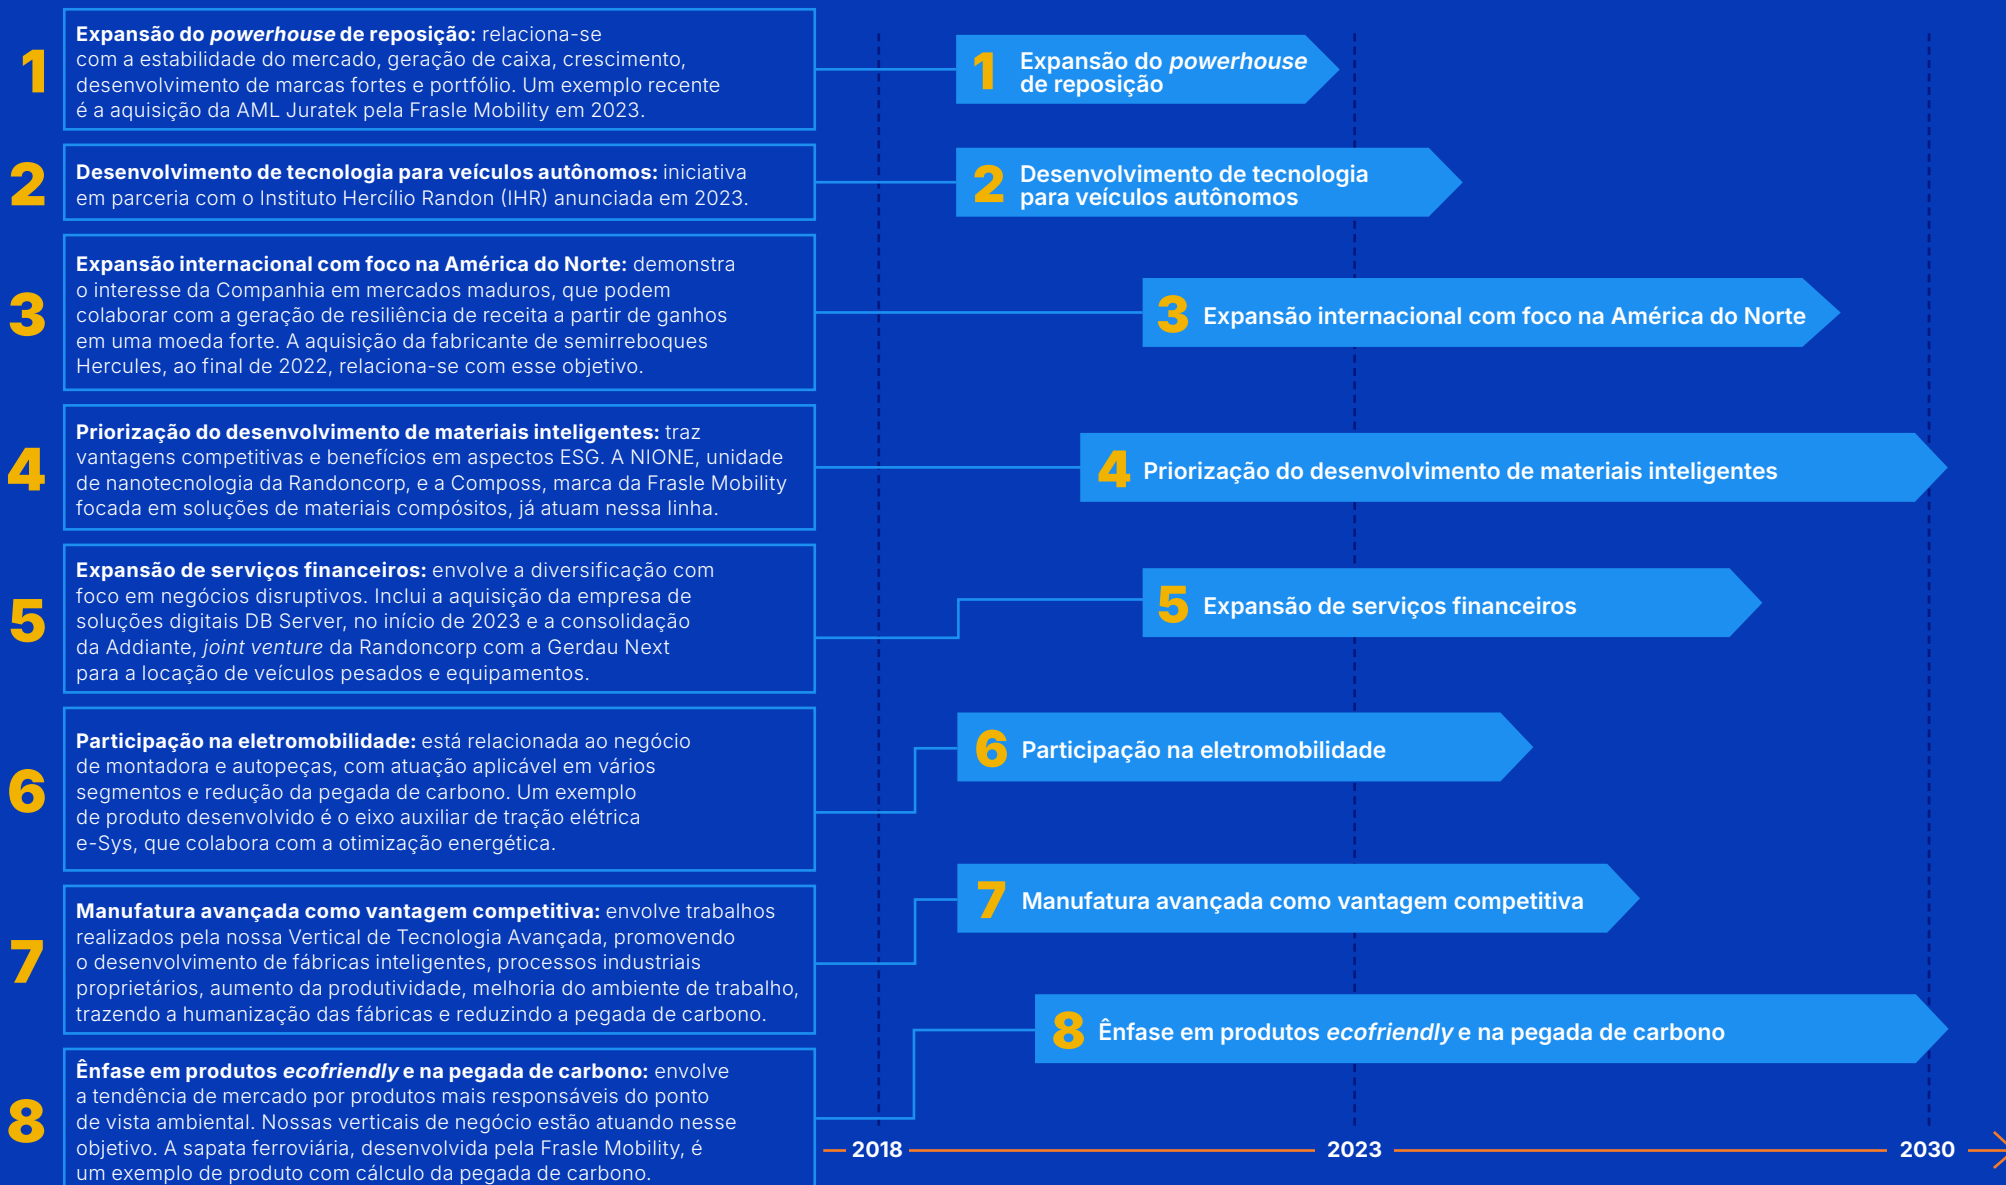 1
Expansão do powerhouse de reposição: relaciona-se
com a estabilidade do mercado, geração de caixa, crescimento,
desenvolvimento de marcas fortes e portfólio. Um exemplo recente
é a aquisição da AML Juratek pela Frasle Mobility em 2023.
2
Desenvolvimento de tecnologia para veículos autônomos: iniciativa
em parceria com o Instituto Hercílio Randon (IHR) anunciada em 2023.
3
Expansão internacional com foco na América do Norte: demonstra
o interesse da Companhia em mercados maduros, que podem
colaborar com a geração de resiliência de receita a partir de ganhos
em uma moeda forte. A aquisição da fabricante de semirreboques
Hercules, ao final de 2022, relaciona-se com esse objetivo.
4
Priorização do desenvolvimento de materiais inteligentes: traz
vantagens competitivas e benefícios em aspectos ESG. A NIONE, unidade
de nanotecnologia da Randoncorp, e a Composs, marca da Frasle Mobility
focada em soluções de materiais compósitos, já atuam nessa linha.
5
Expansão de serviços financeiros: envolve a diversificação com
foco em negócios disruptivos. Inclui a aquisição da empresa de
soluções digitais DB Server, no início de 2023 e a consolidação
da Addiante, joint venture da Randoncorp com a Gerdau Next
para a locação de veículos pesados e equipamentos.
6
Participação na eletromobilidade: está relacionada ao negócio
de montadora e autopeças, com atuação aplicável em vários
segmentos e redução da pegada de carbono. Um exemplo
de produto desenvolvido é o eixo auxiliar de tração elétrica
e-Sys, que colabora com a otimização energética.
7
Manufatura avançada como vantagem competitiva: envolve trabalhos
realizados pela nossa Vertical de Tecnologia Avançada, promovendo
o desenvolvimento de fábricas inteligentes, processos industriais
proprietários, aumento da produtividade, melhoria do ambiente de trabalho,
trazendo a humanização das fábricas e reduzindo a pegada de carbono.
8
Ênfase em produtos ecofriendly e na pegada de carbono: envolve
a tendência de mercado por produtos mais responsáveis do ponto
de vista ambiental. Nossas verticais de negócio estão atuando nesse
objetivo. A sapata ferroviária, desenvolvida pela Frasle Mobility, é
um exemplo de produto com cálculo da pegada de carbono.
1 Expansão do powerhouse
de reposição
2 Desenvolvimento de tecnologia
para veículos autônomos
3 Expansão internacional com foco na América do Norte
4 Priorização do desenvolvimento de materiais inteligentes
5 Expansão de serviços financeiros
6 Participação na eletromobilidade
7 Manufatura avançada como vantagem competitiva
8 Ênfase em produtos ecofriendly e na pegada de carbono
2018 2023 2030